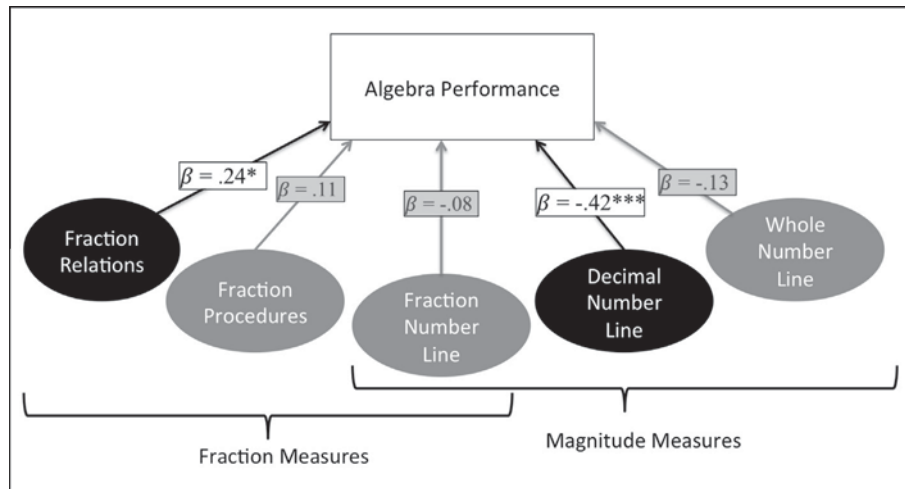 Algebra Performance
β = .24*
β = .11
β = -.08
β = -.42***
β = -.13
Fraction
Relations
Fraction
Procedures
Fraction
Number
Line
Decimal
Number
Line
Whole
Number
Line
Fraction Measures
Magnitude Measures